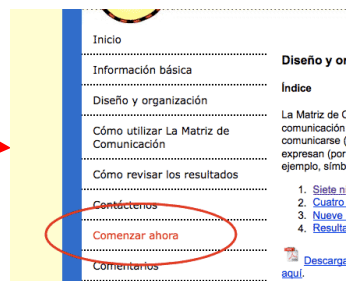 Inicio
Información básica
Diseño y organización
Cómo utilizar La Matriz de
Comunicación
Cómo revisar los resultados
Contáctenos
Comenzar ahora
Comentarios
Diseño y or
Índice
La Matriz de C
comunicación
comunicarse (
expresan (por
ejemplo, símb
1. Siete n
2. Cuatro
3. Nueve
4. Resulta
Descarga
aquí.